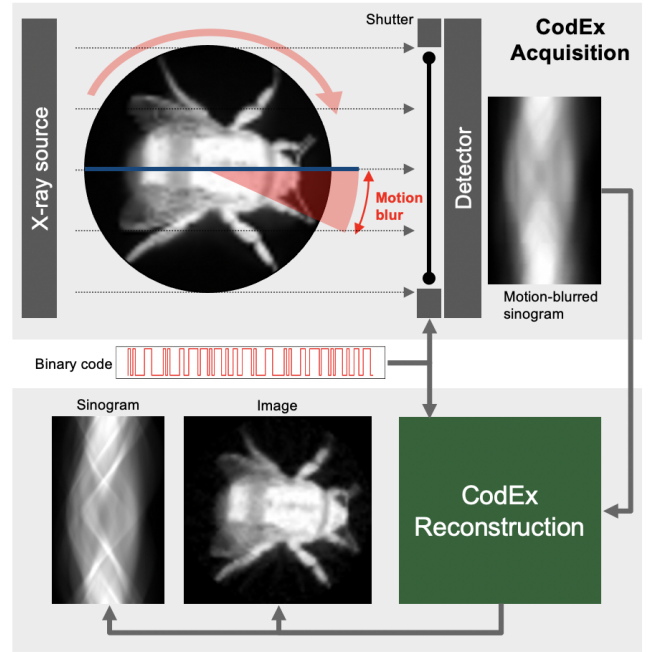 Shutter
CodEx
Acquisition
X-ray source
Motion
blur
Detector
Motion-blurred
sinogram
Binary code
Sinogram
Image
CodEx
Reconstruction